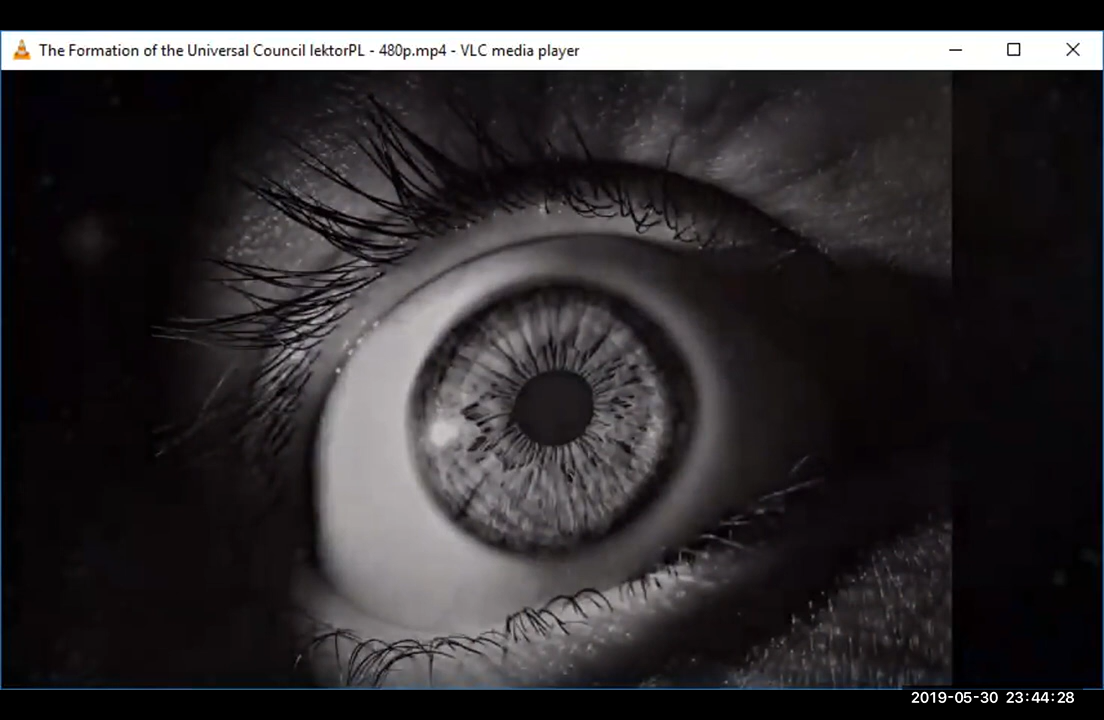 The Formation of the Universal Council lektorPL - 480p.mp4 - VLC media player
2019-05-30 23:44:28